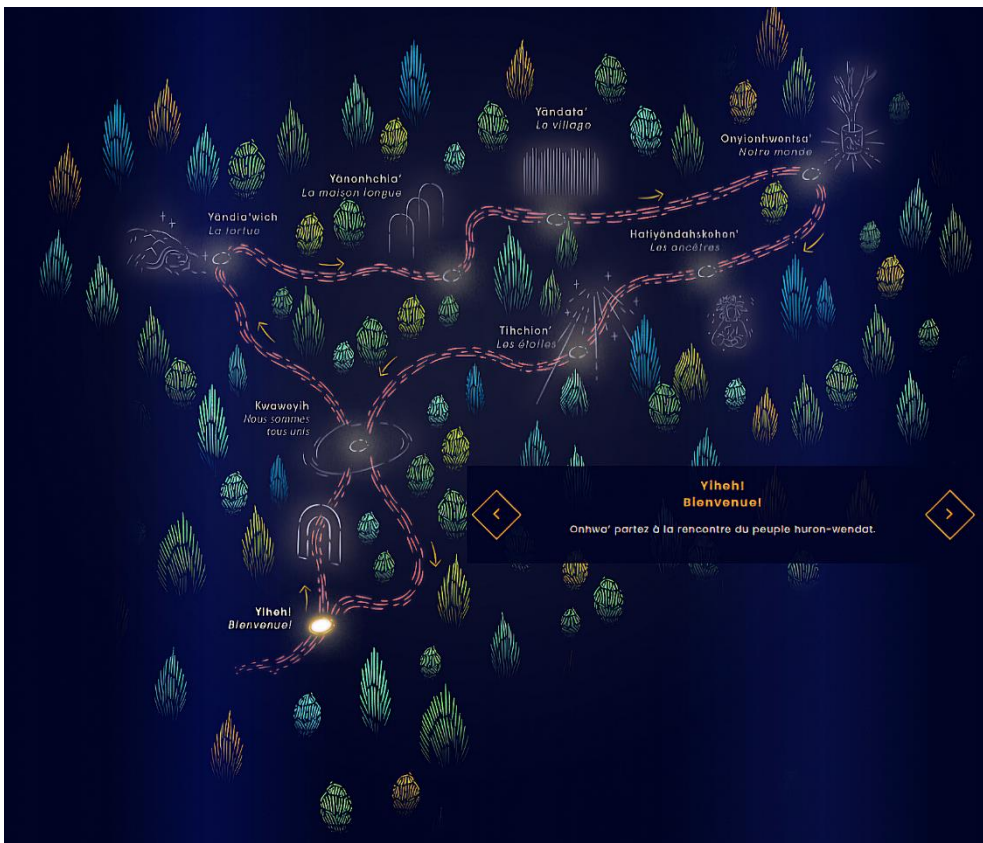 Yändata'
Le village
Onyionhwentsa'
Notre monde
Yänonhchia'
La maison longue
Yändia'wich
La tortue
Hatiyöndahskehen'
Les ancêtres
Tihchion'
Les étoiles
Kwaweyih
Nous sommes
tous unis
Yiheh!
Bienvenue!
Onhwa' partez à la rencontre du peuple huron-wendat.
Yiheh!
Bienvenue!